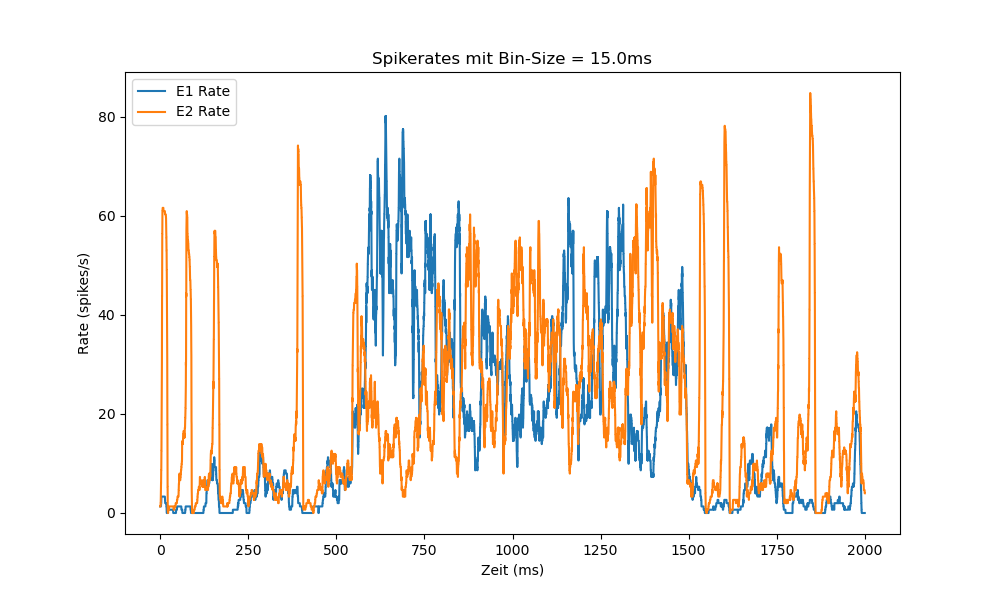 Spikerates mit Bin-Size = 15.0ms
E1 Rate
E2 Rate
Rate (spikes/s)
80
60
40
20
0
0 250 500 750 1000 1250 1500 1750 2000
Zeit (ms)